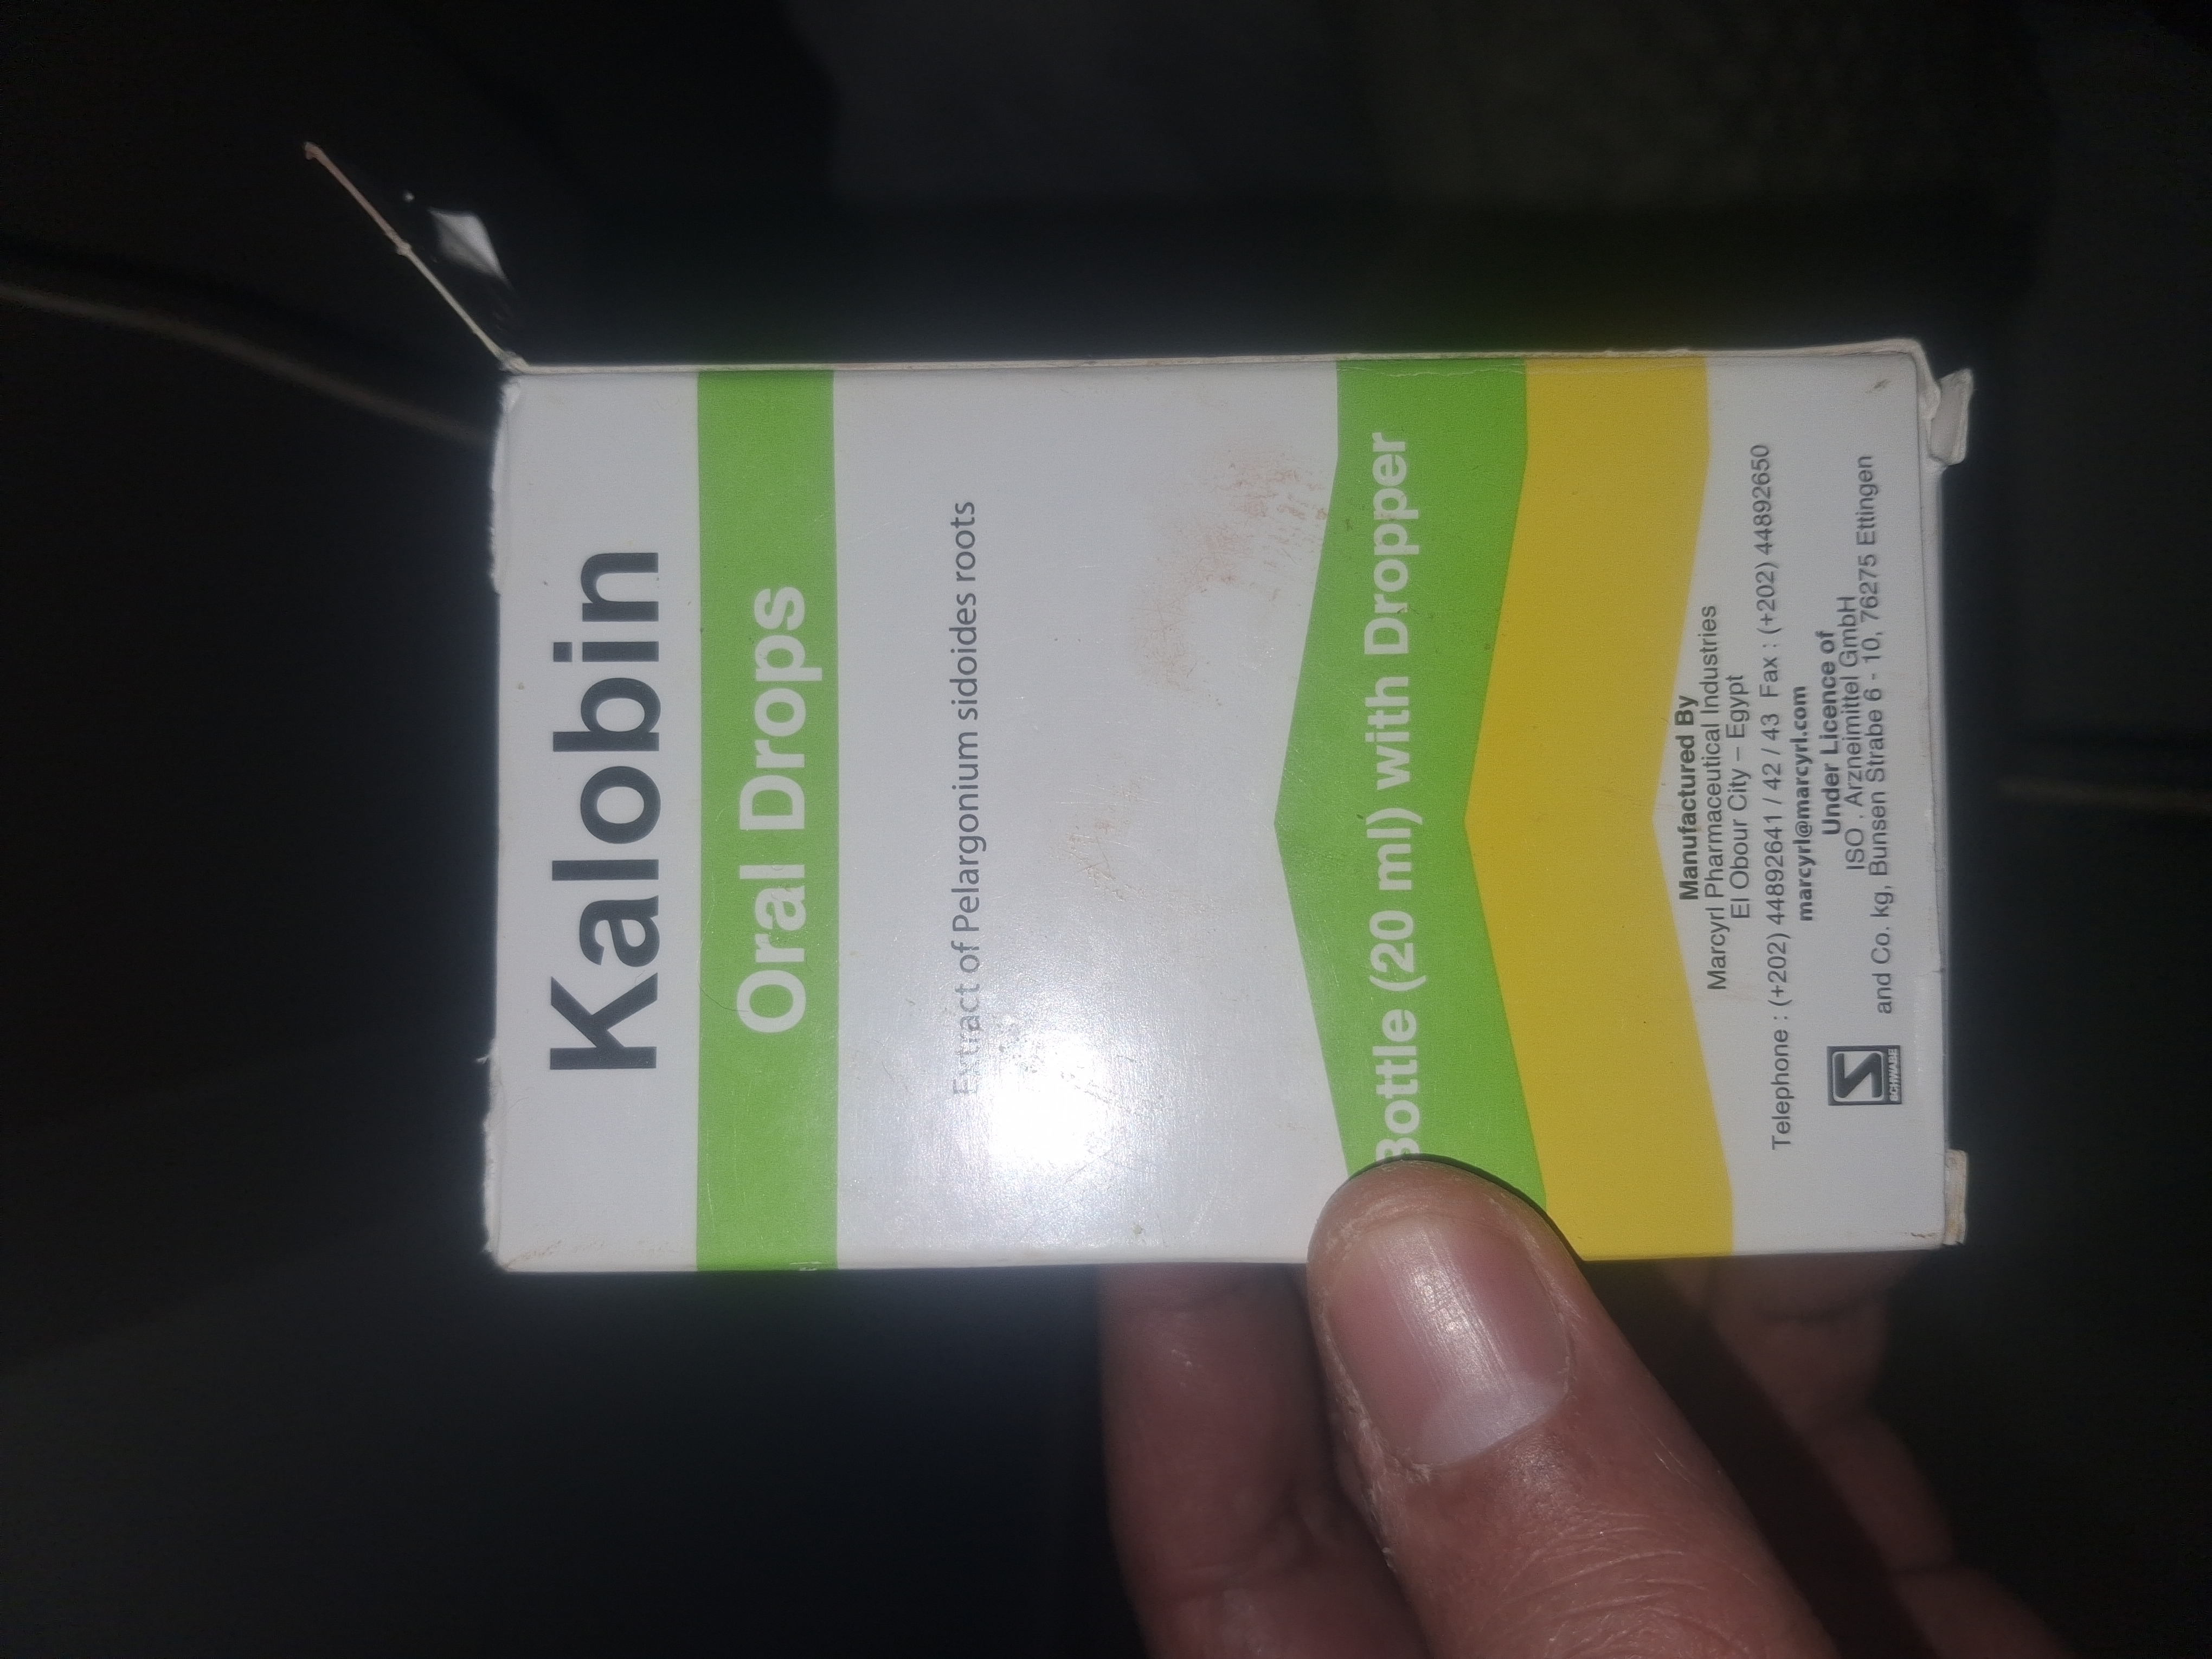 Kalobin
Oral Drops
Extract of Pelargonium sidoides roots
Bottle (20 ml) with Dropper
Manufactured By
Marcyrl Pharmaceutical Industries
El Obour City – Egypt
Telephone : (+202) 44892641 / 42 / 43 Fax : (+202) 44892650
marcyrl@marcyrl.com
Under Licence of
ISO . Arzneimittel GmbH
and Co. kg, Bunsen Strabe 6 - 10, 76275 Ettingen
SCHWABE